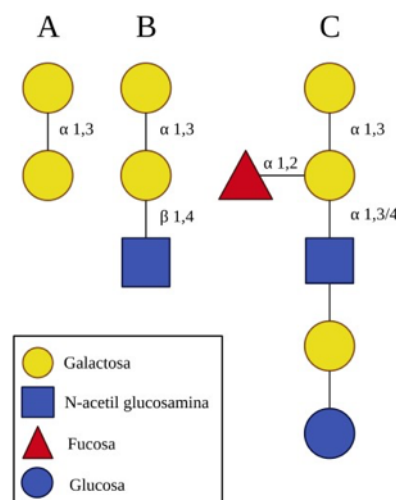 A B C
α 1,3
α 1,3
α 1,3
α 1,2
β 1,4
α 1,3/4
Galactosa
N-acetil glucosamina
Fucosa
Glucosa